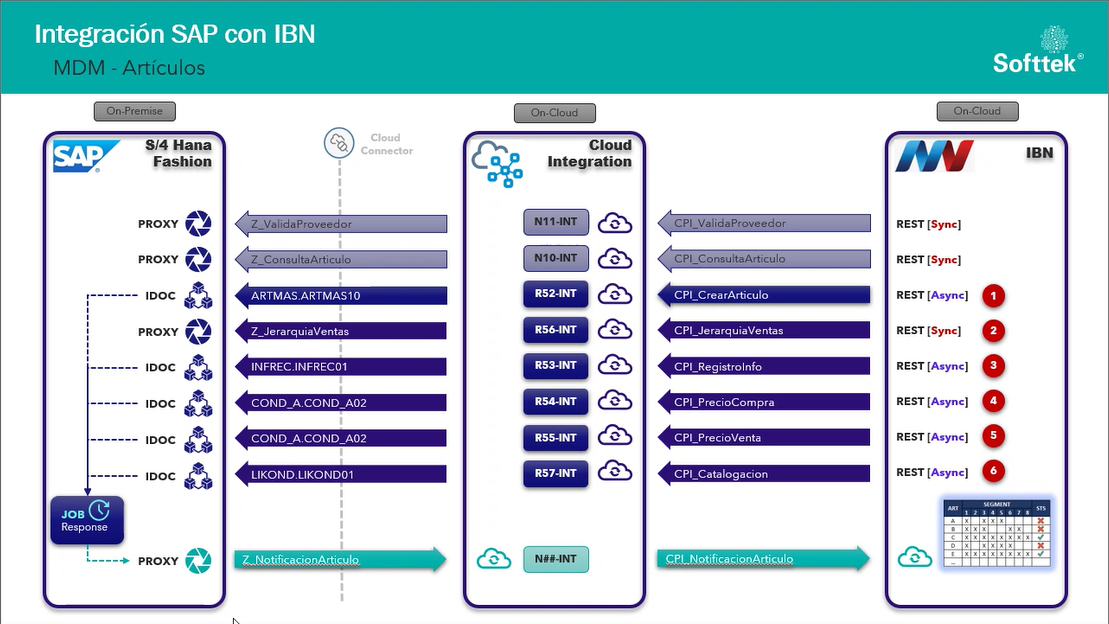 Integración SAP con IBN
MDM - Artículos
Softtek®
On-Premise
On-Cloud
On-Cloud
SAP
S/4 Hana
Fashion
Cloud
Connector
Cloud
Integration
IBN
PROXY Z_ValidaProveedor N11-INT CPI_ValidaProveedor REST [Sync]
PROXY Z_ConsultaArticulo N10-INT CPI_ConsultaArticulo REST [Sync]
IDOC ARTMAS.ARTMAS10 R52-INT CPI_CrearArticulo REST [Async] 1
PROXY Z_JerarquiaVentas R56-INT CPI_JerarquiaVentas REST [Sync] 2
IDOC INFREC.INFREC01 R53-INT CPI_RegistroInfo REST [Async] 3
IDOC COND_A.COND_A02 R54-INT CPI_PrecioCompra REST [Async] 4
IDOC COND_A.COND_A02 R55-INT CPI_PrecioVenta REST [Async] 5
IDOC LIKOND.LIKOND01 R57-INT CPI_Catalogacion REST [Async] 6
JOB
Response
PROXY Z_NotificacionArticulo N##-INT CPI_NotificacionArticulo
ART SEGMENT STS
1 2 3 4 5 6 7 8
A
B
C
D
E
...